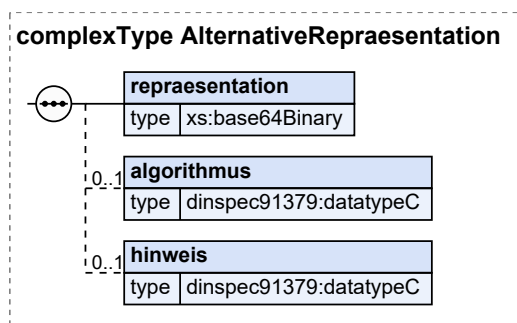 complexType AlternativeRepraesentation
repraesentation
type xs:base64Binary
0..1
algorithmus
type dinspec91379:datatypeC
0..1
hinweis
type dinspec91379:datatypeC